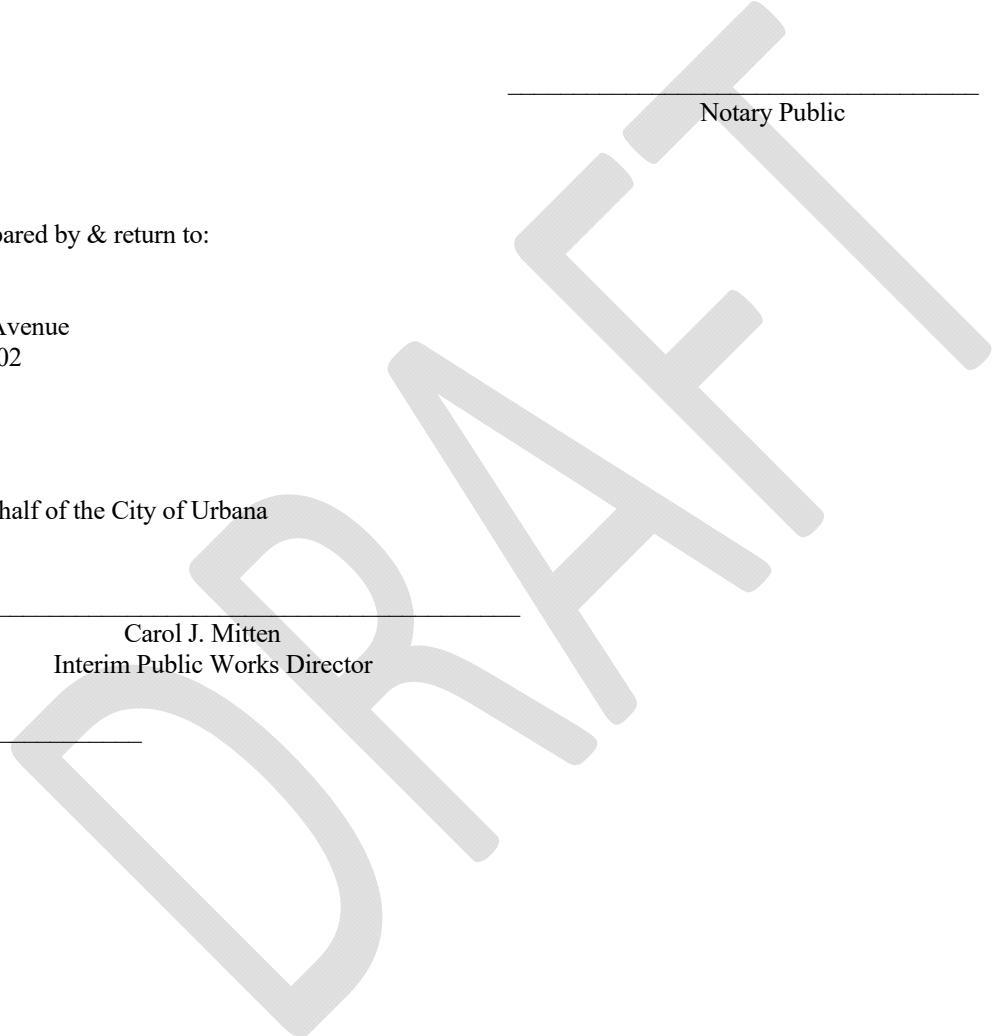 Notary Public
pared by & return to:
Avenue
02
half of the City of Urbana
Carol J. Mitten
Interim Public Works Director
DRAFT